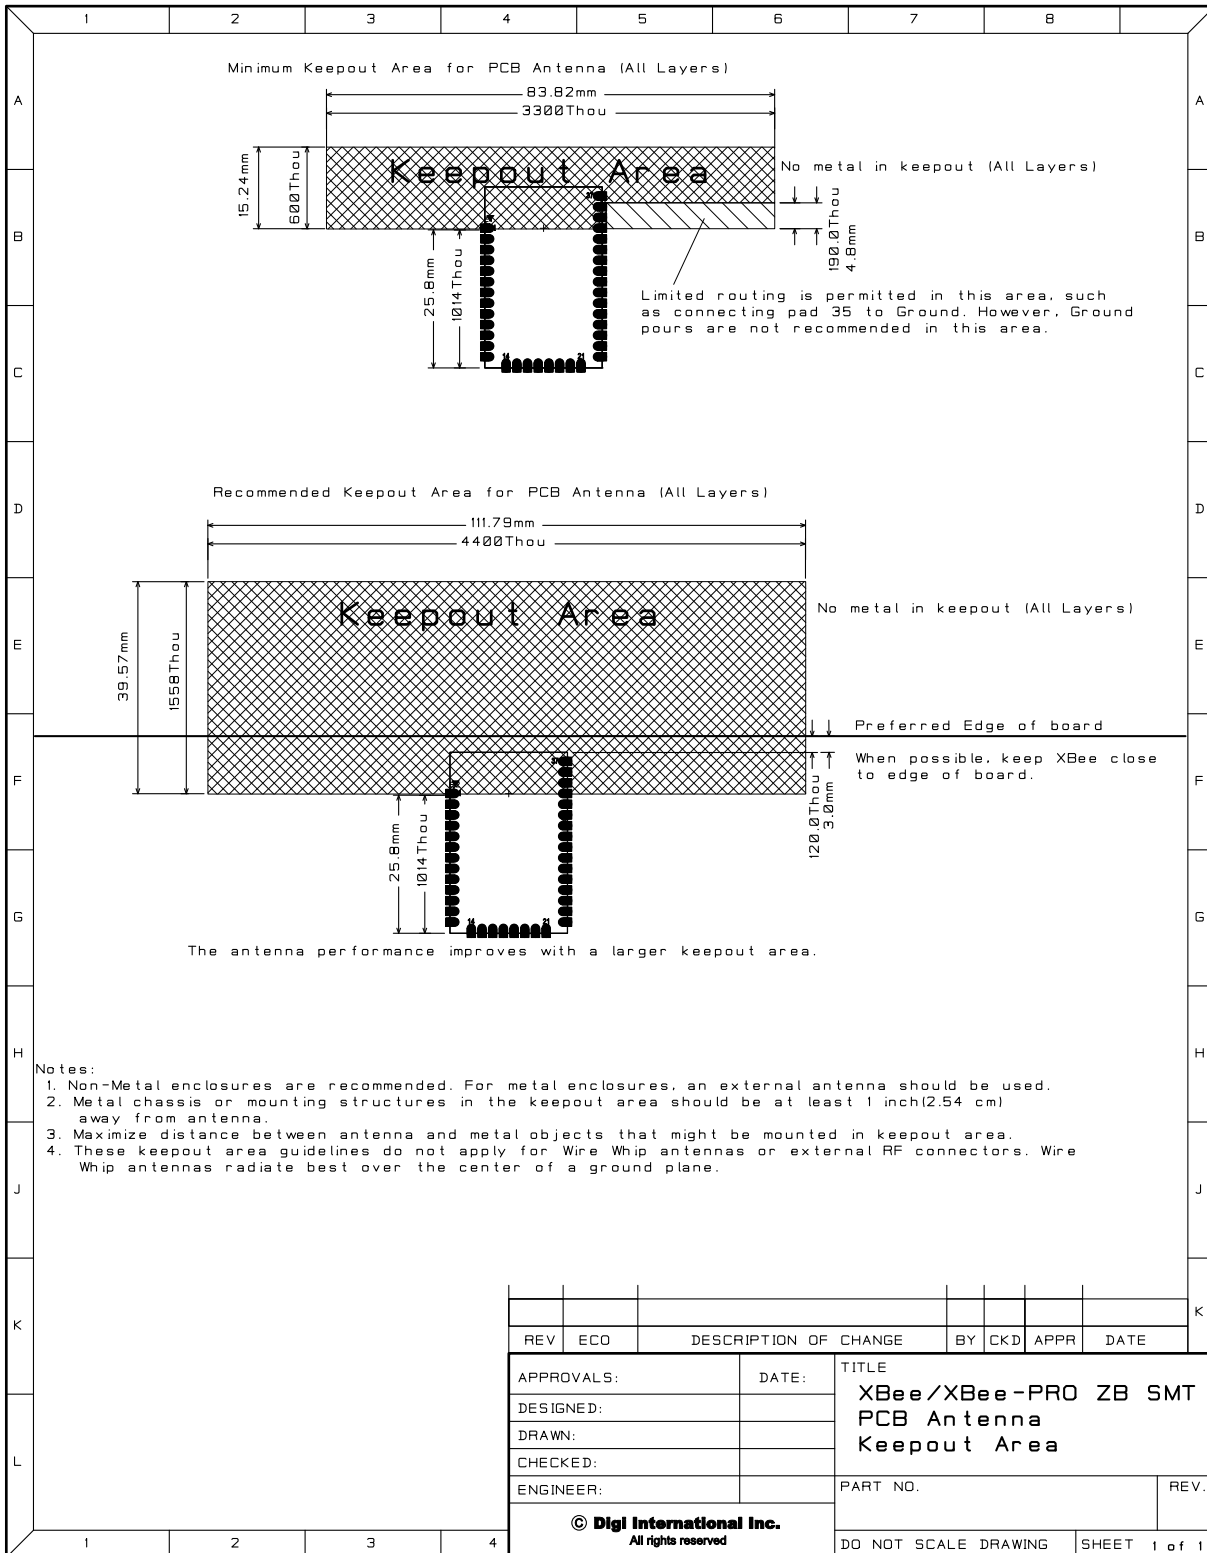 1 2 3 4 5 6 7 8
Minimum Keepout Area for PCB Antenna (All Layers)
83.82mm
3300Thou
A A
Keepout Area
No metal in keepout (All Layers)
15.24mm
600Thou
37
190.0Thou
4.8mm
B B
25.8mm
1014Thou
Limited routing is permitted in this area, such
as connecting pad 35 to Ground. However, Ground
pours are not recommended in this area.
14 21
C C
Recommended Keepout Area for PCB Antenna (All Layers)
D D
111.79mm
4400Thou
Keepout Area
No metal in keepout (All Layers)
E E
39.57mm
1558Thou
Preferred Edge of board
When possible, keep XBee close
to edge of board.
37
F F
120.0Thou
3.0mm
25.8mm
1014Thou
14 21
G G
The antenna performance improves with a larger keepout area.
H H
Notes:
1. Non-Metal enclosures are recommended. For metal enclosures, an external antenna should be used.
2. Metal chassis or mounting structures in the keepout area should be at least 1 inch(2.54 cm)
away from antenna.
3. Maximize distance between antenna and metal objects that might be mounted in keepout area.
4. These keepout area guidelines do not apply for Wire Whip antennas or external RF connectors. Wire
Whip antennas radiate best over the center of a ground plane.
J J
K K
REV ECO DESCRIPTION OF CHANGE BY CKD APPR DATE
APPROVALS: DATE:
TITLE
XBee/XBee-PRO ZB SMT
PCB Antenna
Keepout Area
DESIGNED:
DRAWN:
CHECKED:
L
ENGINEER:
PART NO. REV.
© Digi International Inc.
All rights reserved
DO NOT SCALE DRAWING SHEET 1 of 1
1 2 3 4